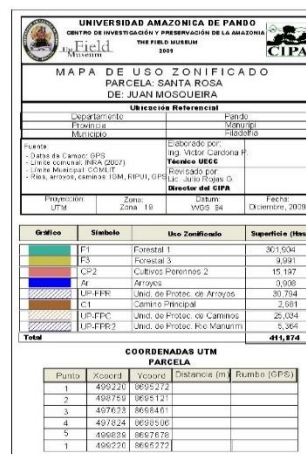 UNIVERSIDAD AMAZONICA DE PANDO
CENTRO DE INVESTIGACIÓN Y PRESERVACIÓN DE LA AMAZONIA
THE FIELD MUSEUM
2009
The Field Museum
CIPA
MAPA DE USO ZONIFICADO
PARCELA: SANTA ROSA
DE: JUAN MOSQUEIRA
Ubicación Referencial
Departamento Pando
Provincia Manuripi
Municipio Filadelfia
Fuente:
- Datos de Campo: GPS
- Límite comunal: INRA (2007)
- Límite Municipal: COMLIT
- Ríos, arroyos, caminos: IGM, RIPUI, GPS
Elaborado por:
Ing. Victor Cardona P.
Técnico UECC
Revisado por:
Lic. Julio Rojas G.
Director del CIPA
Proyección: UTM
Zona: Zona 19
Datum: WGS 84
Fecha: Diciembre, 2009
Gráfico Símbolo Uso Zonificado Superficie (Has)
F1 Forestal 1 301,904
F3 Forestal 3 9,991
CP2 Cultivos Perennes 2 15,197
Ar Arroyos 0,908
UP-FPR Unid. de Protec. de Arroyos 30,794
C1 Camino Principal 2,681
UP-FPC Unid. de Protec. de Caminos 25,034
UP-FPR2 Unid. de Protec. Rio Manurimi 5,364
Total 411,874
COORDENADAS UTM
PARCELA
Punto Xcoord Ycoord Distancia (m) Rumbo (GPS)
1 499220 8695272
2 498759 8695121
3 497623 8698461
4 497824 8698506
5 499839 8697678
1 499220 8695272